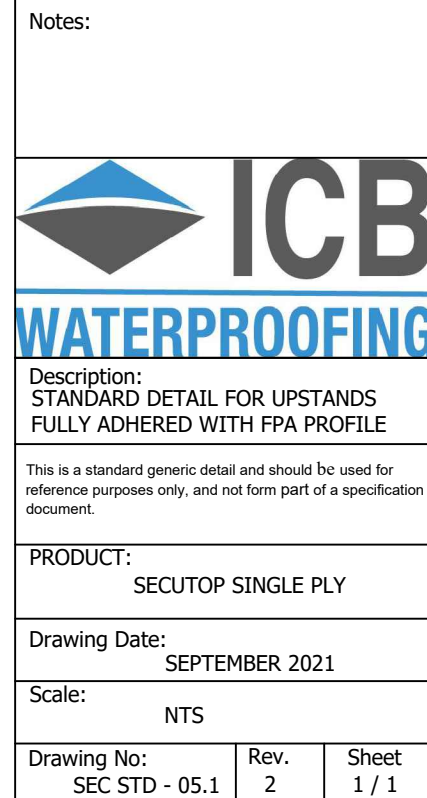 Notes:
ICB
WATERPROOFING
Description:
STANDARD DETAIL FOR UPSTANDS
FULLY ADHERED WITH FPA PROFILE
This is a standard generic detail and should be used for
reference purposes only, and not form part of a specification
document.
PRODUCT:
SECUTOP SINGLE PLY
Drawing Date:
SEPTEMBER 2021
Scale:
NTS
Drawing No:
SEC STD - 05.1
Rev.
2
Sheet
1 / 1